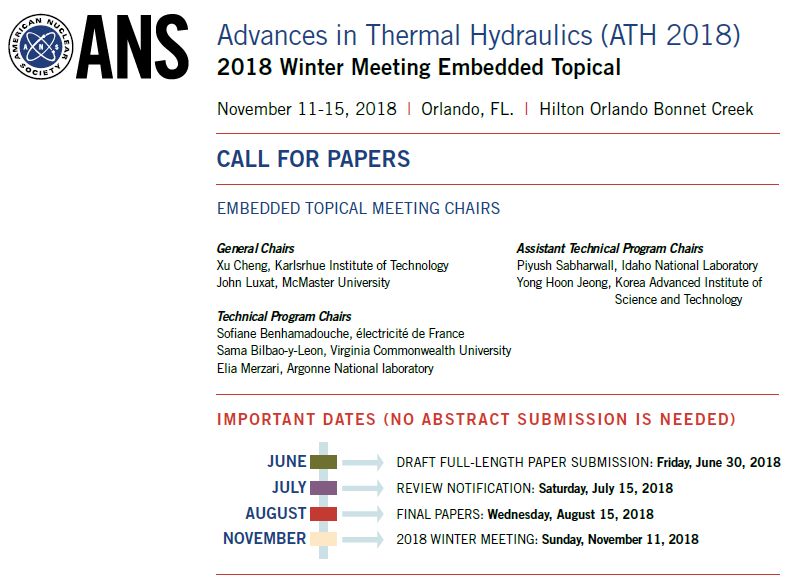 AMERICAN NUCLEAR SOCIETY
ANS
ANS
Advances in Thermal Hydraulics (ATH 2018)
2018 Winter Meeting Embedded Topical
November 11-15, 2018 | Orlando, FL. | Hilton Orlando Bonnet Creek
CALL FOR PAPERS
EMBEDDED TOPICAL MEETING CHAIRS
General Chairs
Xu Cheng, Karlsrhue Institute of Technology
John Luxat, McMaster University
Technical Program Chairs
Sofiane Benhamadouche, électricité de France
Sama Bilbao-y-Leon, Virginia Commonwealth University
Elia Merzari, Argonne National laboratory
Assistant Technical Program Chairs
Piyush Sabharwall, Idaho National Laboratory
Yong Hoon Jeong, Korea Advanced Institute of
Science and Technology
IMPORTANT DATES (NO ABSTRACT SUBMISSION IS NEEDED)
JUNE DRAFT FULL-LENGTH PAPER SUBMISSION: Friday, June 30, 2018
JULY REVIEW NOTIFICATION: Saturday, July 15, 2018
AUGUST FINAL PAPERS: Wednesday, August 15, 2018
NOVEMBER 2018 WINTER MEETING: Sunday, November 11, 2018